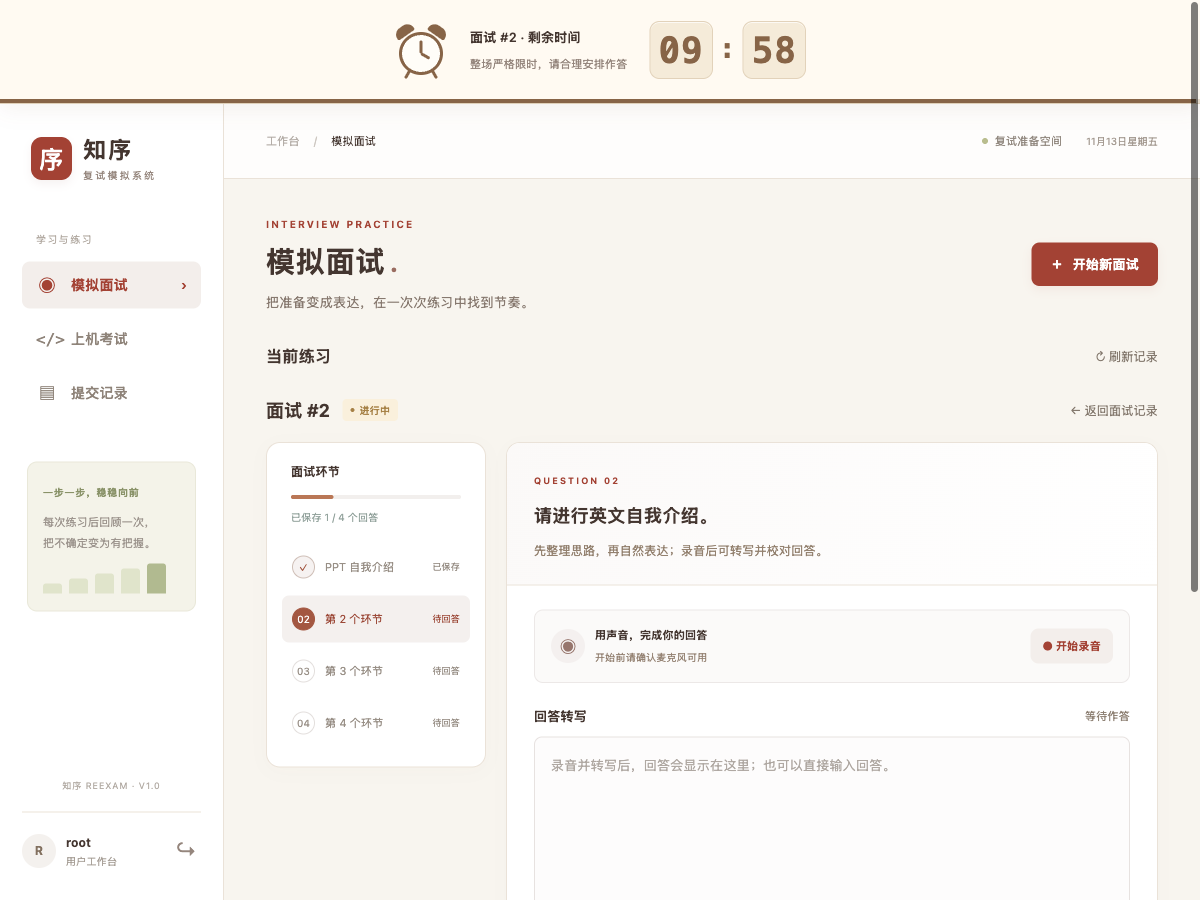 面试 #2 · 剩余时间
整场严格限时，请合理安排作答
09 : 58
序
知序
复试模拟系统
学习与练习
模拟面试 ›
</> 上机考试
提交记录
一步一步，稳稳向前
每次练习后回顾一次，
把不确定变为有把握。
知序 REEXAM · V1.0
R
root
用户工作台
工作台 / 模拟面试
复试准备空间
11月13日星期五
INTERVIEW PRACTICE
模拟面试.
把准备变成表达，在一次次练习中找到节奏。
+ 开始新面试
当前练习
↻ 刷新记录
面试 #2
• 进行中
← 返回面试记录
面试环节
已保存 1 / 4 个回答
✓ PPT 自我介绍 已保存
02 第 2 个环节 待回答
03 第 3 个环节 待回答
04 第 4 个环节 待回答
QUESTION 02
请进行英文自我介绍。
先整理思路，再自然表达；录音后可转写并校对回答。
用声音，完成你的回答
开始前请确认麦克风可用
开始录音
回答转写
等待作答
录音并转写后，回答会显示在这里；也可以直接输入回答。